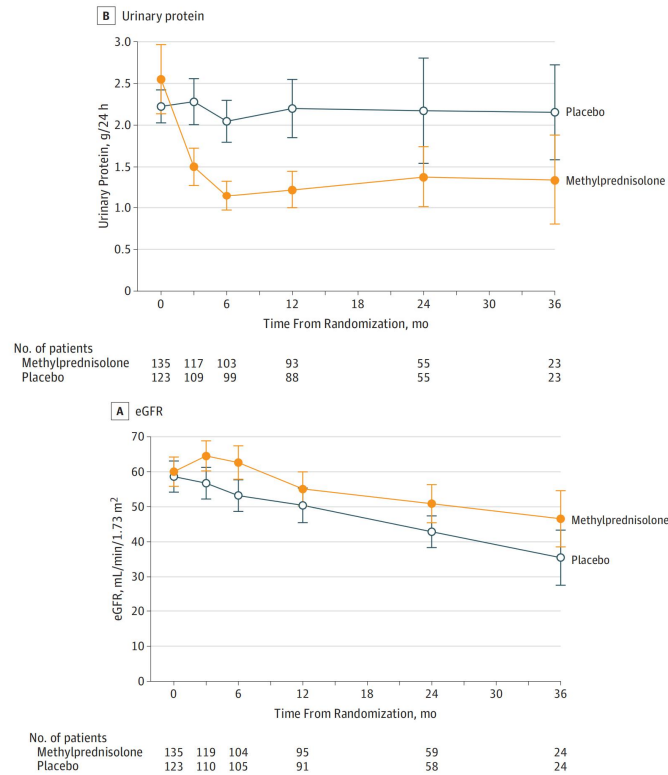 B Urinary protein
3.0
2.5
2.0
1.5
1.0
0.5
0
Urinary Protein, g/24 h
Placebo
Methylprednisolone
0 6 12 18 24 30 36
Time From Randomization, mo
No. of patients
Methylprednisolone 135 117 103 93 55 23
Placebo 123 109 99 88 55 23
A eGFR
70
60
50
40
30
20
10
0
eGFR, mL/min/1.73 m²
Methylprednisolone
Placebo
0 6 12 18 24 30 36
Time From Randomization, mo
No. of patients
Methylprednisolone 135 119 104 95 59 24
Placebo 123 110 105 91 58 24